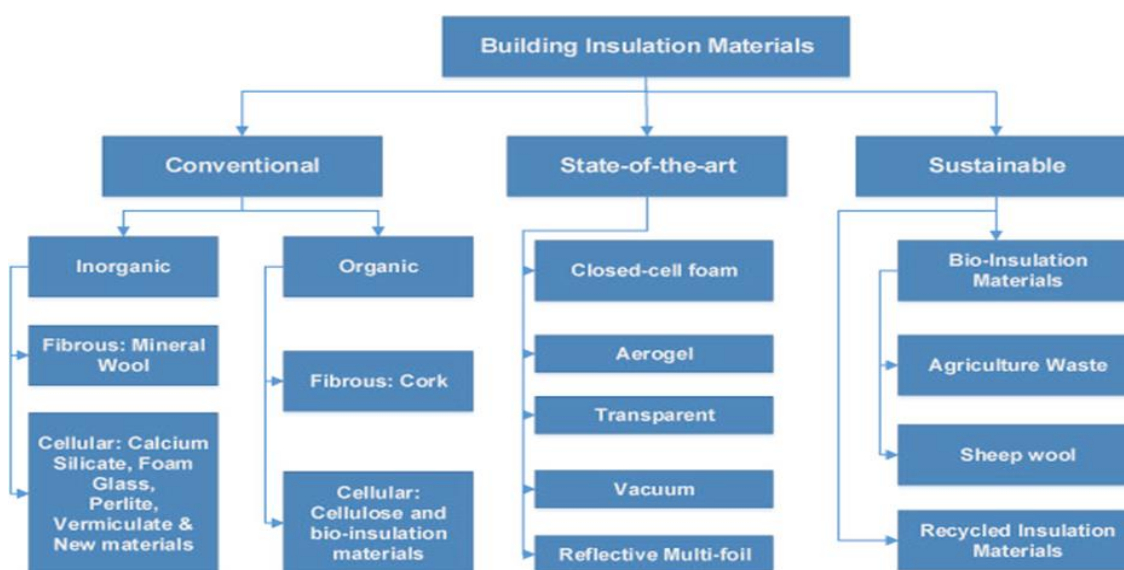 Building Insulation Materials
Conventional
State-of-the-art
Sustainable
Inorganic
Organic
Closed-cell foam
Bio-Insulation
Materials
Fibrous: Mineral
Wool
Fibrous: Cork
Aerogel
Agriculture Waste
Transparent
Cellular: Calcium
Silicate, Foam
Glass,
Perlite,
Vermiculate &
New materials
Cellular:
Cellulose and
bio-insulation
materials
Vacuum
Sheep wool
Reflective Multi-foil
Recycled Insulation
Materials